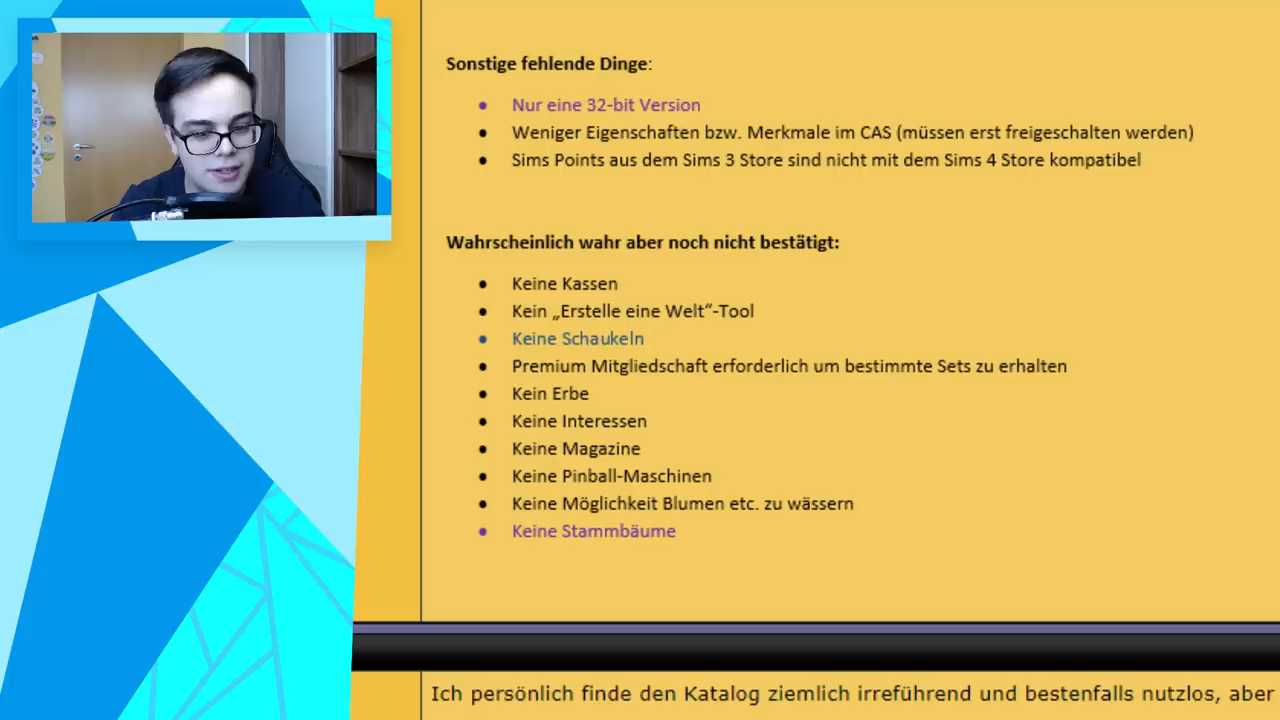 Sonstige fehlende Dinge:
• Nur eine 32-bit Version
• Weniger Eigenschaften bzw. Merkmale im CAS (müssen erst freigeschalten werden)
• Sims Points aus dem Sims 3 Store sind nicht mit dem Sims 4 Store kompatibel
Wahrscheinlich wahr aber noch nicht bestätigt:
• Keine Kassen
• Kein „Erstelle eine Welt“-Tool
• Keine Schaukeln
• Premium Mitgliedschaft erforderlich um bestimmte Sets zu erhalten
• Kein Erbe
• Keine Interessen
• Keine Magazine
• Keine Pinball-Maschinen
• Keine Möglichkeit Blumen etc. zu wässern
• Keine Stammbäume
Ich persönlich finde den Katalog ziemlich irreführend und bestenfalls nutzlos, aber